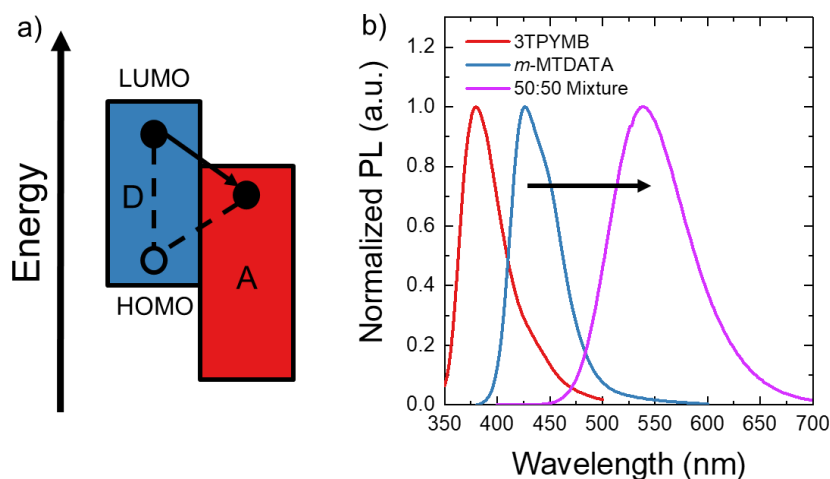 a)
LUMO
D
A
HOMO
Energy
b)
3TPYMB
m-MTDATA
50:50 Mixture
Normalized PL (a.u.)
1.2
1.0
0.8
0.6
0.4
0.2
0.0
350 400 450 500 550 600 650 700
Wavelength (nm)